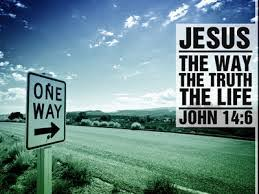 ONE
WAY
JESUS
THE WAY
THE TRUTH
THE LIFE
JOHN 14:6